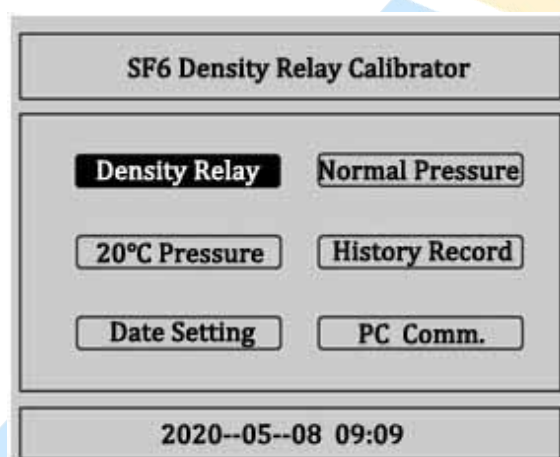 SF6 Density Relay Calibrator
Density Relay
Normal Pressure
20°C Pressure
History Record
Date Setting
PC Comm.
2020--05--08 09:09